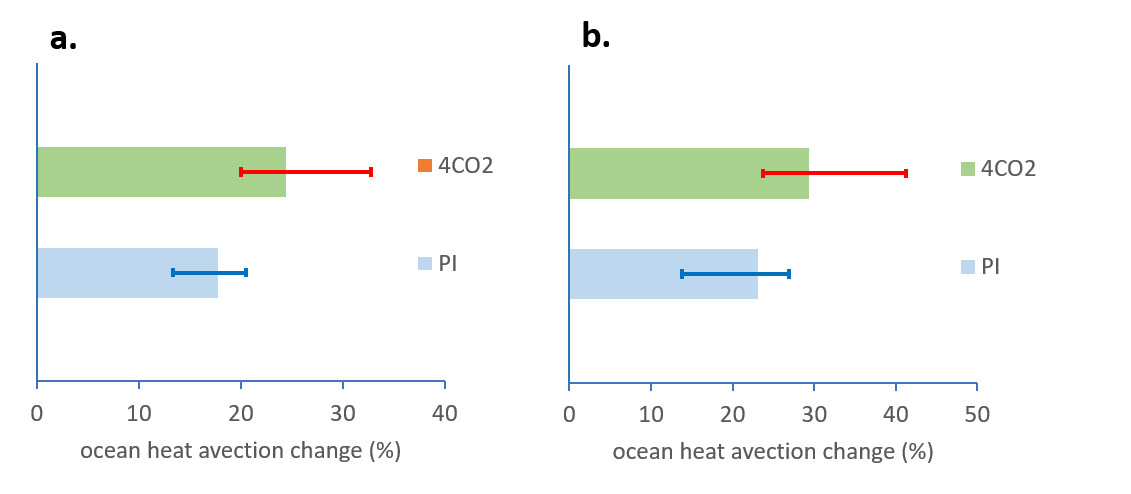 a.
4CO2
PI
0 10 20 30 40
ocean heat avection change (%)
b.
4CO2
PI
0 10 20 30 40 50
ocean heat avection change (%)